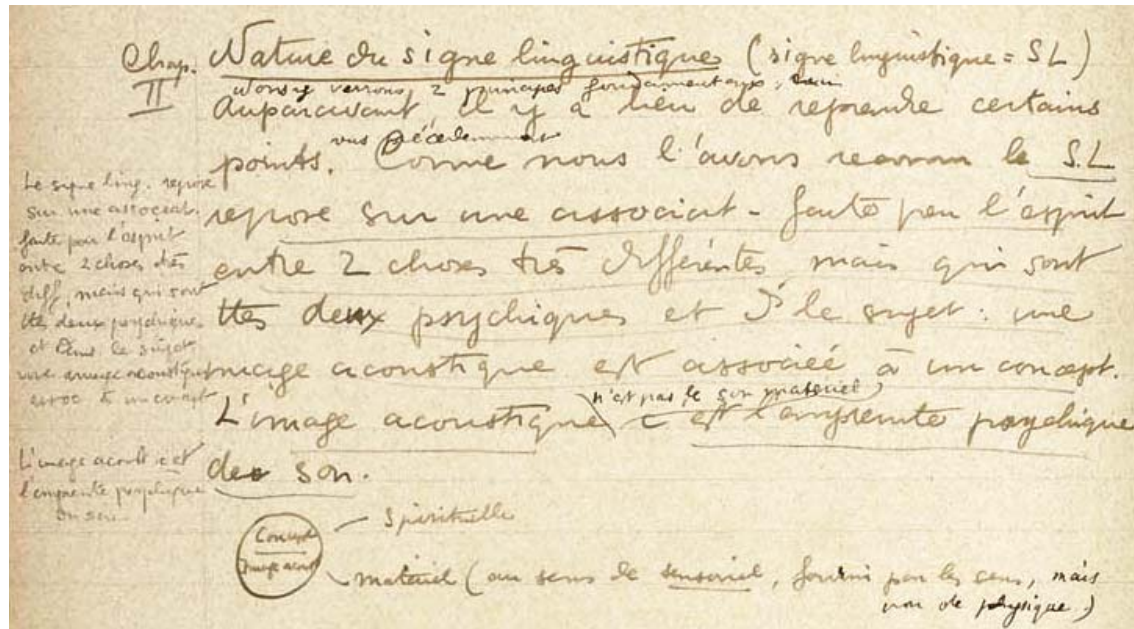 Chap. II
Nature du signe linguistiques (signe linguistique = SL)
verrons 2 principes fondamentaux,
Auparavant, il y a lieu de reprendre certains
vus précédemment
points. Comme nous l'avons reconnu le S.L
repose sur une associat- faite par l'esprit
entre 2 choses très différentes, mais qui sont
ttes deux psychiques et ds le sujet : une
image acoustique est associée à un concept.
(n'est pas le son matériel)
L'image acoustique c'est l'empreinte psychique
de son.
Le signe ling. repose
sur une associat.
faite par l'esprit
entre 2 choses très
diff, mais qui sont
ttes deux psychiques
et dans le sujet
une image acoustique
assoc à un concept
L'image acoust c'est
l'empreinte psychique
du son
Concept
Image acoust
Spirituelle
matériel (au sens de sensoriel, fourni par les sens, mais
non de physique.)